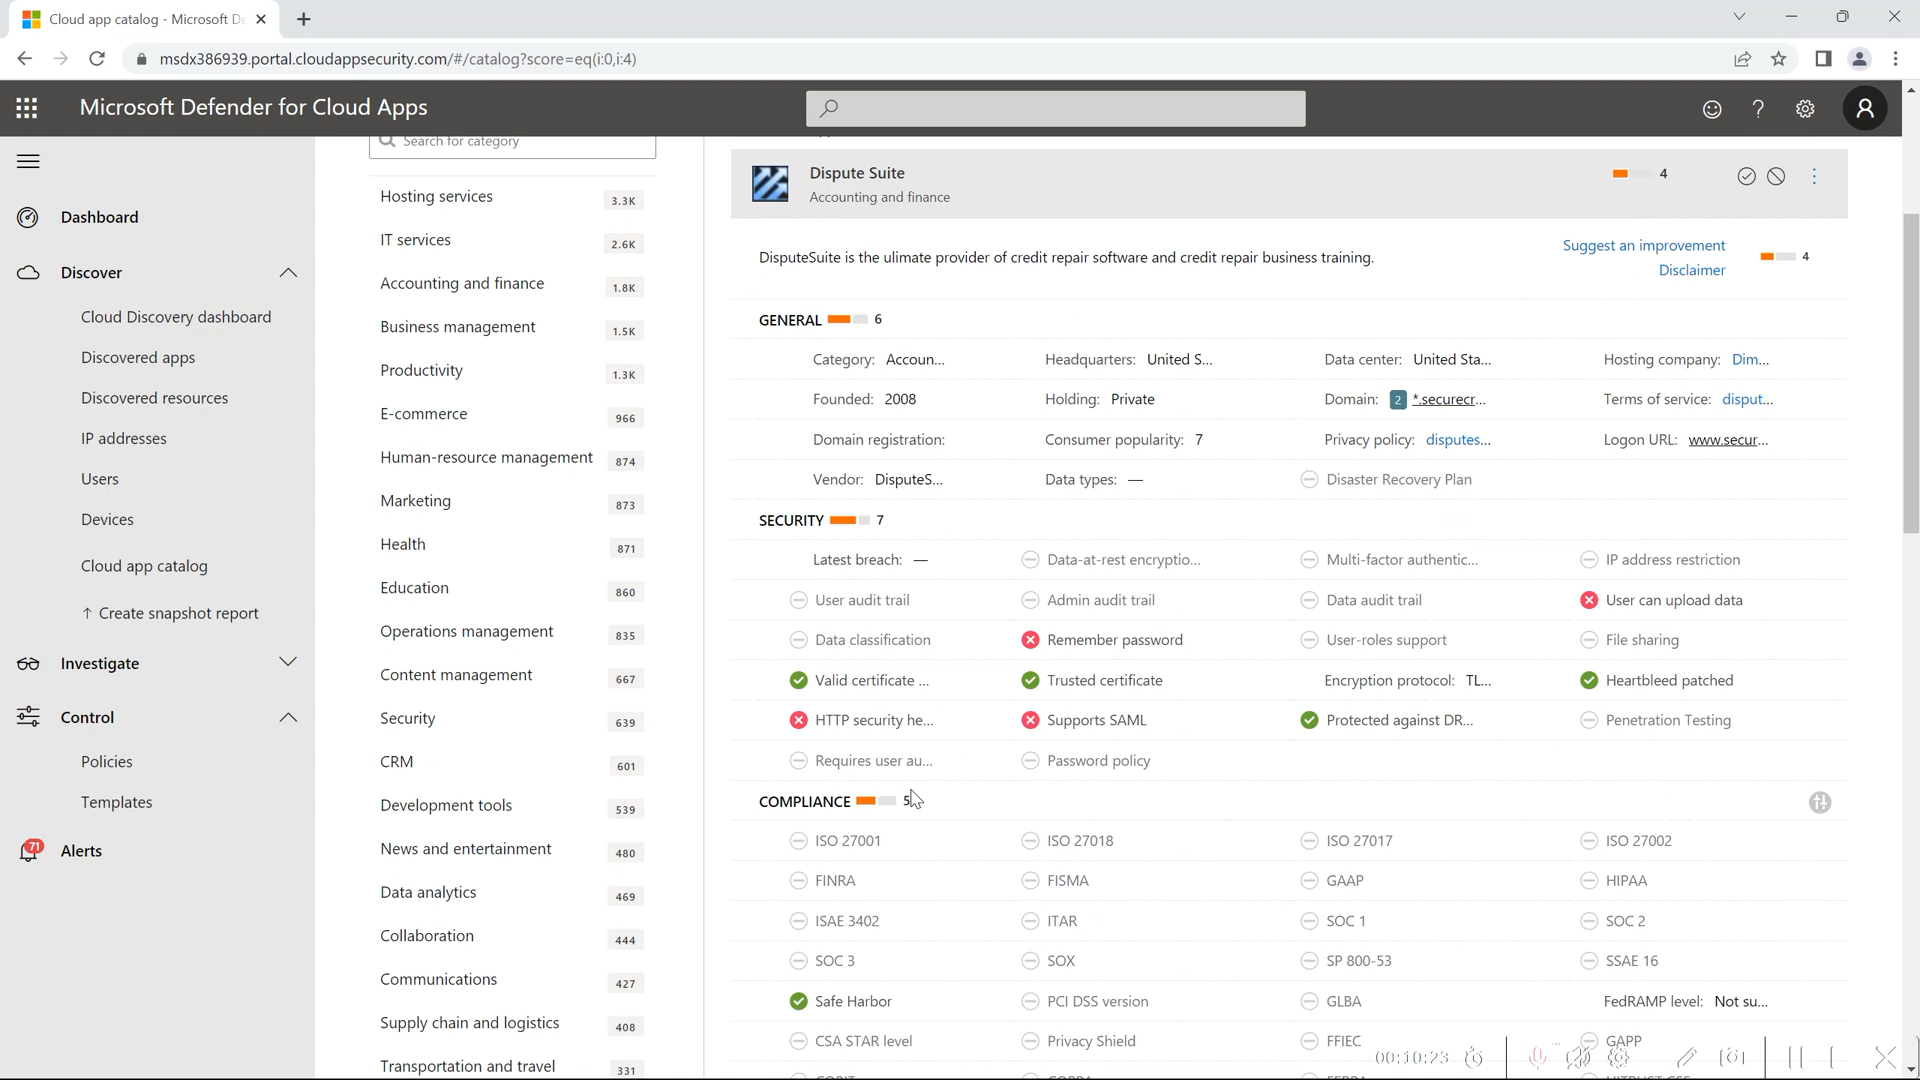 Cloud app catalog - Microsoft De
msdx386939.portal.cloudappsecurity.com/#/catalog?score=eq(i:0,i:4)
Microsoft Defender for Cloud Apps
Dashboard
Discover
Cloud Discovery dashboard
Discovered apps
Discovered resources
IP addresses
Users
Devices
Cloud app catalog
↑ Create snapshot report
Investigate
Control
Policies
Templates
71
Alerts
Search for category
Hosting services 3.3K
IT services 2.6K
Accounting and finance 1.8K
Business management 1.5K
Productivity 1.3K
E-commerce 966
Human-resource management 874
Marketing 873
Health 871
Education 860
Operations management 835
Content management 667
Security 639
CRM 601
Development tools 539
News and entertainment 480
Data analytics 469
Collaboration 444
Communications 427
Supply chain and logistics 408
Transportation and travel 331
Dispute Suite 4
Accounting and finance
DisputeSuite is the ulimate provider of credit repair software and credit repair business training.
Suggest an improvement 4
Disclaimer
GENERAL 6
Category: Accoun... Headquarters: United S... Data center: United Sta... Hosting company: Dim...
Founded: 2008 Holding: Private Domain: 2 *.securecr... Terms of service: disput...
Domain registration: Consumer popularity: 7 Privacy policy: disputes... Logon URL: www.secur...
Vendor: DisputeS... Data types: — Disaster Recovery Plan
SECURITY 7
Latest breach: — Data-at-rest encryptio... Multi-factor authentic... IP address restriction
User audit trail Admin audit trail Data audit trail User can upload data
Data classification Remember password User-roles support File sharing
Valid certificate ... Trusted certificate Encryption protocol: TL... Heartbleed patched
HTTP security he... Supports SAML Protected against DR... Penetration Testing
Requires user au... Password policy
COMPLIANCE 5
ISO 27001 ISO 27018 ISO 27017 ISO 27002
FINRA FISMA GAAP HIPAA
ISAE 3402 ITAR SOC 1 SOC 2
SOC 3 SOX SP 800-53 SSAE 16
Safe Harbor PCI DSS version GLBA FedRAMP level: Not su...
CSA STAR level Privacy Shield FFIEC GAPP
00:10:23